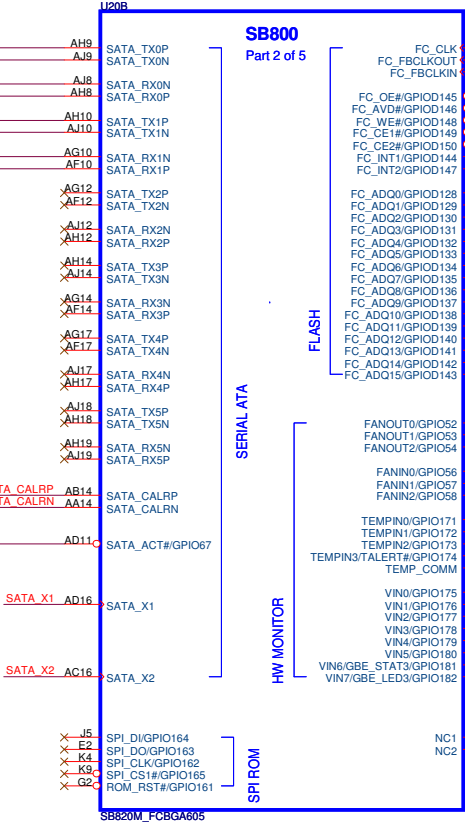 U20B
SB800
Part 2 of 5
AH9 SATA_TX0P
AJ9 SATA_TX0N
AJ8 SATA_RX0N
AH8 SATA_RX0P
AH10 SATA_TX1P
AJ10 SATA_TX1N
AG10 SATA_RX1N
AF10 SATA_RX1P
AG12 SATA_TX2P
AF12 SATA_TX2N
AJ12 SATA_RX2N
AH12 SATA_RX2P
AH14 SATA_TX3P
AJ14 SATA_TX3N
AG14 SATA_RX3N
AF14 SATA_RX3P
AG17 SATA_TX4P
AF17 SATA_TX4N
AJ17 SATA_RX4N
AH17 SATA_RX4P
AJ18 SATA_TX5P
AH18 SATA_TX5N
AH19 SATA_RX5N
AJ19 SATA_RX5P
TA_CALRP AB14 SATA_CALRP
TA_CALRN AA14 SATA_CALRN
AD11 SATA_ACT#/GPIO67
SATA_X1 AD16 SATA_X1
SATA_X2 AC16 SATA_X2
SERIAL ATA
J5 SPI_DI/GPIO164
E2 SPI_DO/GPIO163
K4 SPI_CLK/GPIO162
K9 SPI_CS1#/GPIO165
G2 ROM_RST#/GPIO161
SPI ROM
FC_CLK
FC_FBCLKOUT
FC_FBCLKIN
FC_OE#/GPIOD145
FC_AVD#/GPIOD146
FC_WE#/GPIOD148
FC_CE1#/GPIOD149
FC_CE2#/GPIOD150
FC_INT1/GPIOD144
FC_INT2/GPIOD147
FC_ADQ0/GPIOD128
FC_ADQ1/GPIOD129
FC_ADQ2/GPIOD130
FC_ADQ3/GPIOD131
FC_ADQ4/GPIOD132
FC_ADQ5/GPIOD133
FC_ADQ6/GPIOD134
FC_ADQ7/GPIOD135
FC_ADQ8/GPIOD136
FC_ADQ9/GPIOD137
FC_ADQ10/GPIOD138
FC_ADQ11/GPIOD139
FC_ADQ12/GPIOD140
FC_ADQ13/GPIOD141
FC_ADQ14/GPIOD142
FC_ADQ15/GPIOD143
FLASH
FANOUT0/GPIO52
FANOUT1/GPIO53
FANOUT2/GPIO54
FANIN0/GPIO56
FANIN1/GPIO57
FANIN2/GPIO58
TEMPIN0/GPIO171
TEMPIN1/GPIO172
TEMPIN2/GPIO173
TEMPIN3/TALERT#/GPIO174
TEMP_COMM
VIN0/GPIO175
VIN1/GPIO176
VIN2/GPIO177
VIN3/GPIO178
VIN4/GPIO179
VIN5/GPIO180
VIN6/GBE_STAT3/GPIO181
VIN7/GBE_LED3/GPIO182
HW MONITOR
NC1
NC2
SB820M_FCBGA605